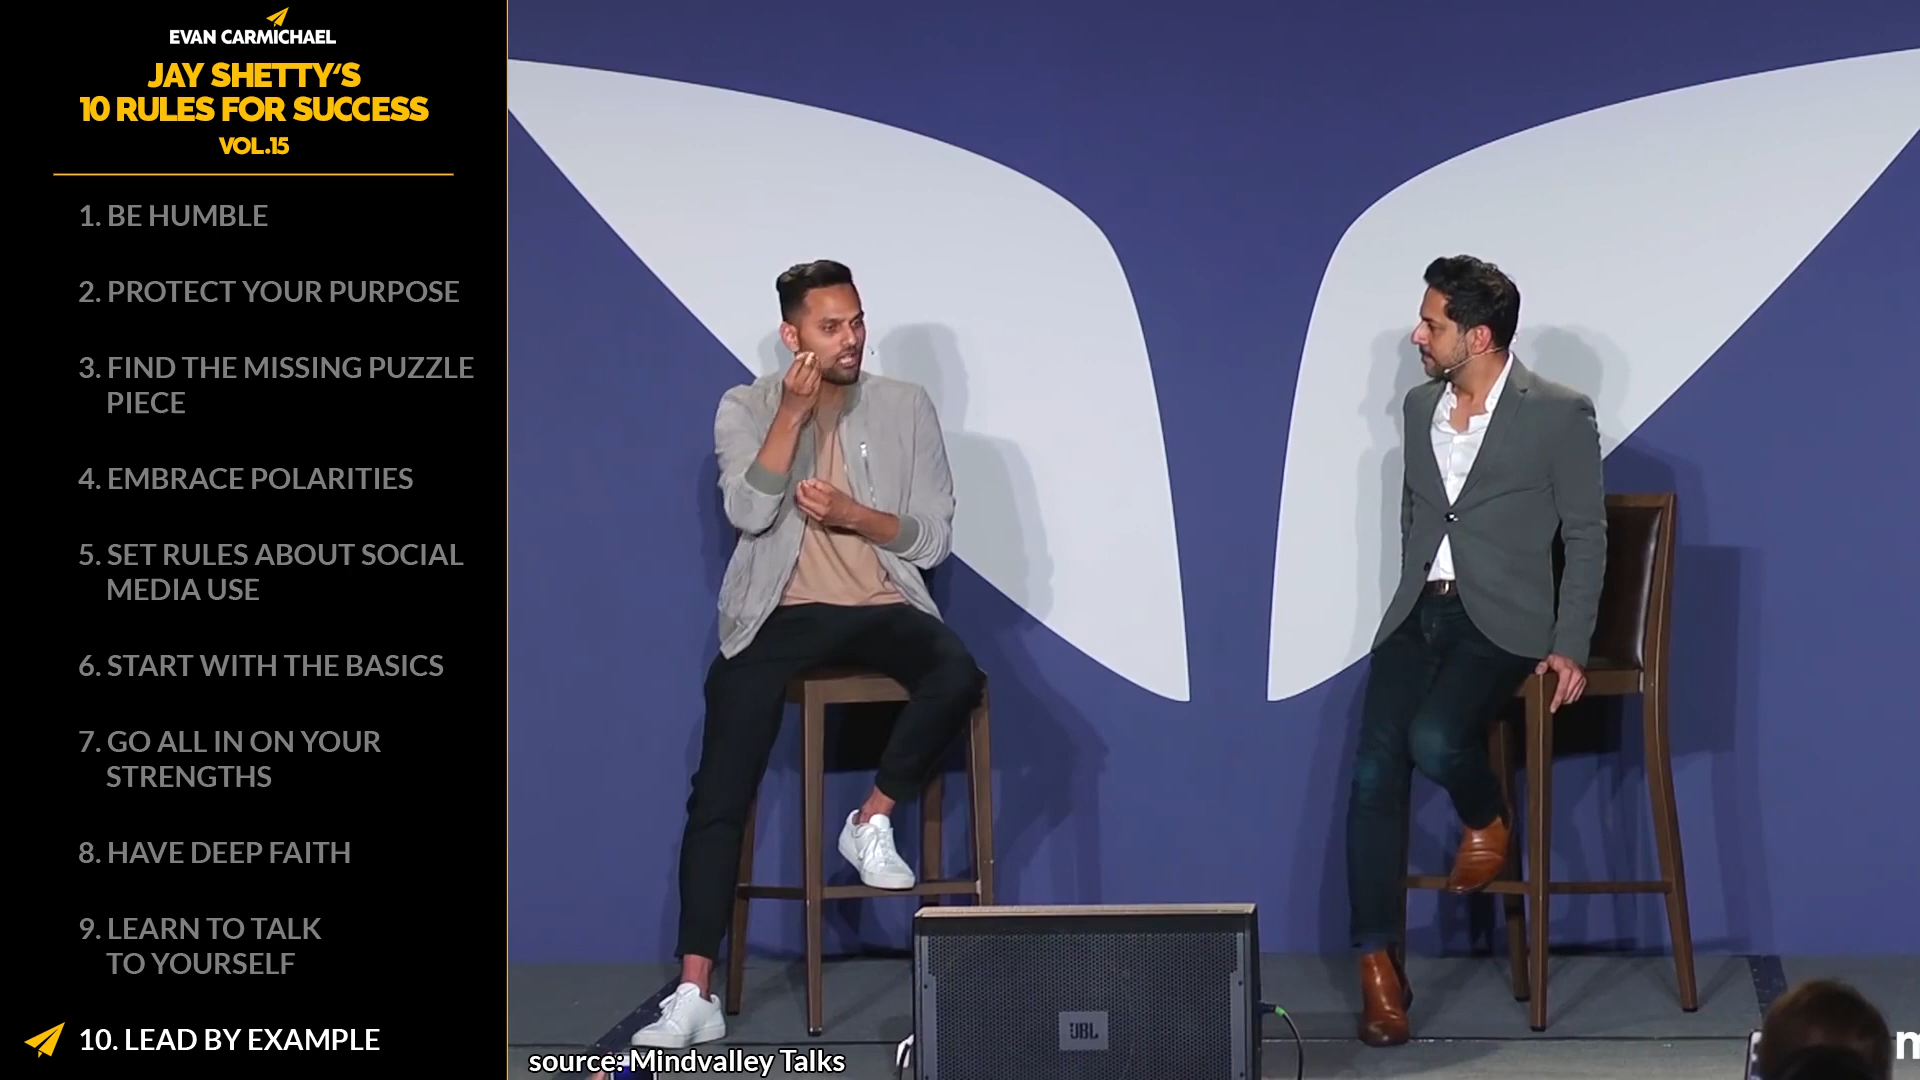 EVAN CARMICHAEL
JAY SHETTY'S
10 RULES FOR SUCCESS
VOL.15
1. BE HUMBLE
2. PROTECT YOUR PURPOSE
3. FIND THE MISSING PUZZLE
PIECE
4. EMBRACE POLARITIES
5. SET RULES ABOUT SOCIAL
MEDIA USE
6. START WITH THE BASICS
7. GO ALL IN ON YOUR
STRENGTHS
8. HAVE DEEP FAITH
9. LEARN TO TALK
TO YOURSELF
10. LEAD BY EXAMPLE
JBL
source: Mindvalley Talks
m